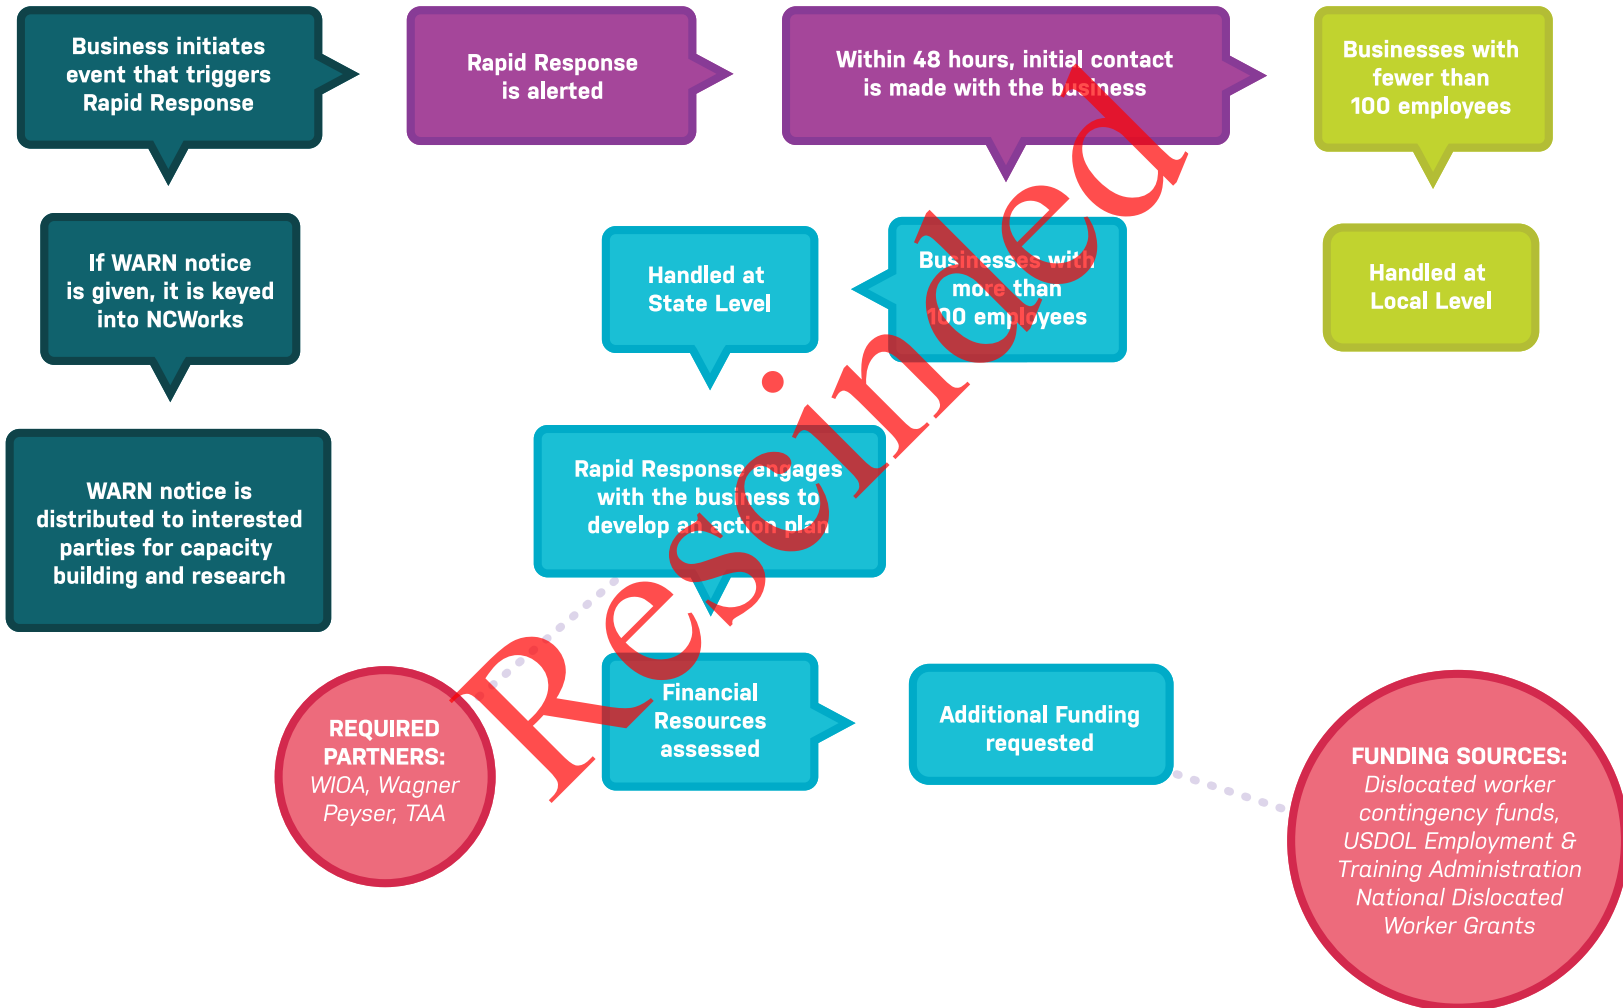 Business initiates
event that triggers
Rapid Response
Rapid Response
is alerted
Within 48 hours, initial contact
is made with the business
Businesses with
fewer than
100 employees
If WARN notice
is given, it is keyed
into NCWorks
Handled at
State Level
Businesses with
more than
100 employees
Handled at
Local Level
WARN notice is
distributed to interested
parties for capacity
building and research
Rapid Response engages
with the business to
develop an action plan
REQUIRED
PARTNERS:
WIOA, Wagner
Peyser, TAA
Financial
Resources
assessed
Additional Funding
requested
FUNDING SOURCES:
Dislocated worker
contingency funds,
USDOL Employment &
Training Administration
National Dislocated
Worker Grants
Rescinded